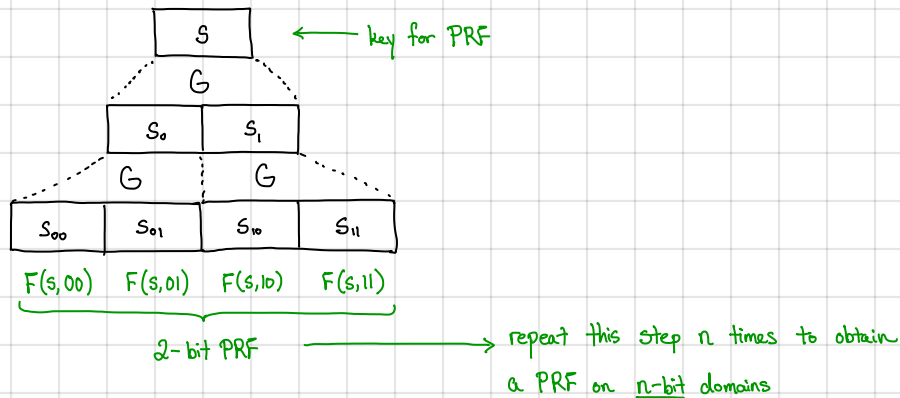 s ← key for PRF
G
s₀ s₁
G G
s₀₀ s₀₁ s₁₀ s₁₁
F(s,00) F(s,01) F(s,10) F(s,11)
2-bit PRF → repeat this step n times to obtain
a PRF on n-bit domains